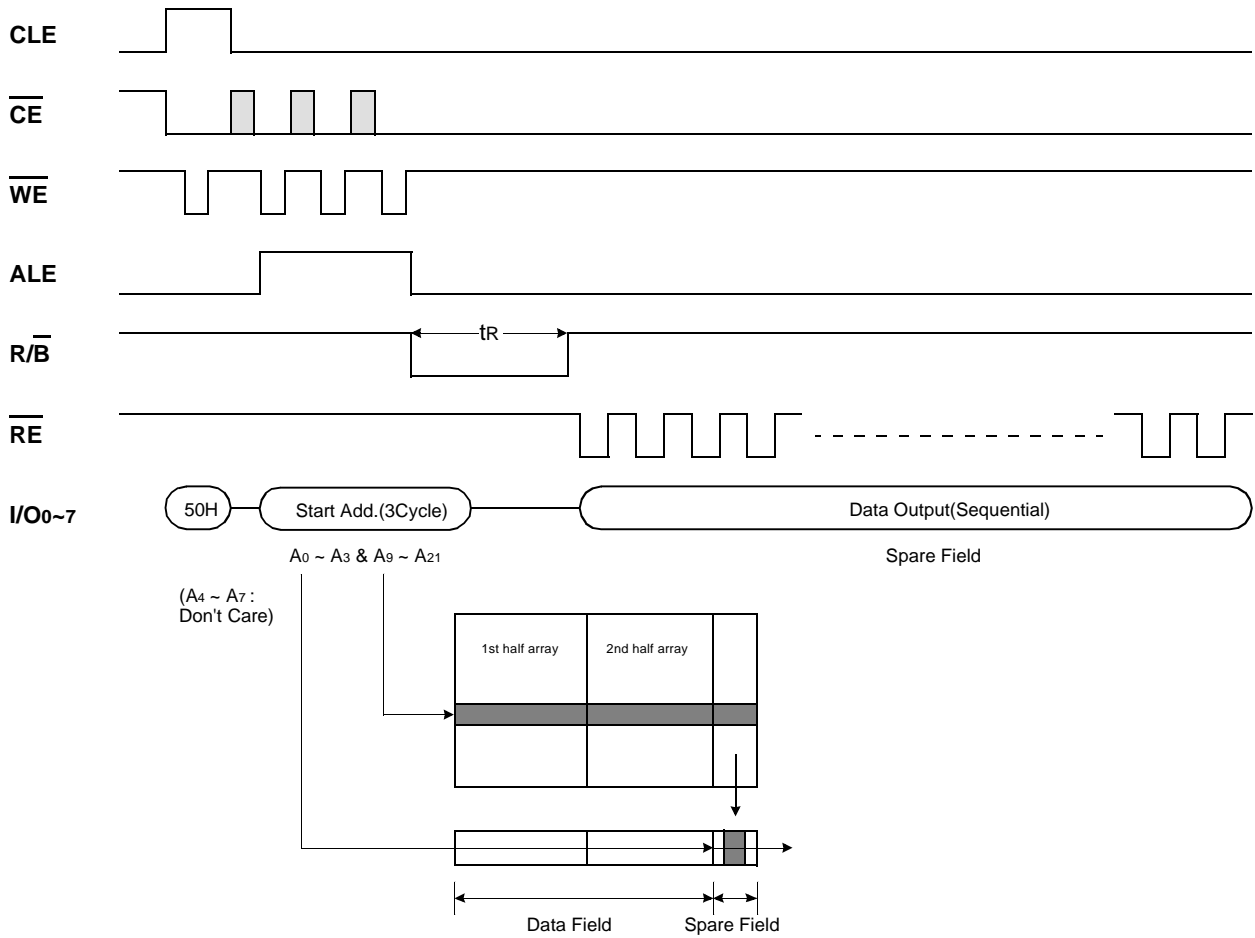 CLE
CE
WE
ALE
R/B
tR
RE
I/O0~7
50H
Start Add.(3Cycle)
Data Output(Sequential)
A0 ~ A3 & A9 ~ A21
Spare Field
(A4 ~ A7 :
Don't Care)
1st half array
2nd half array
Data Field
Spare Field